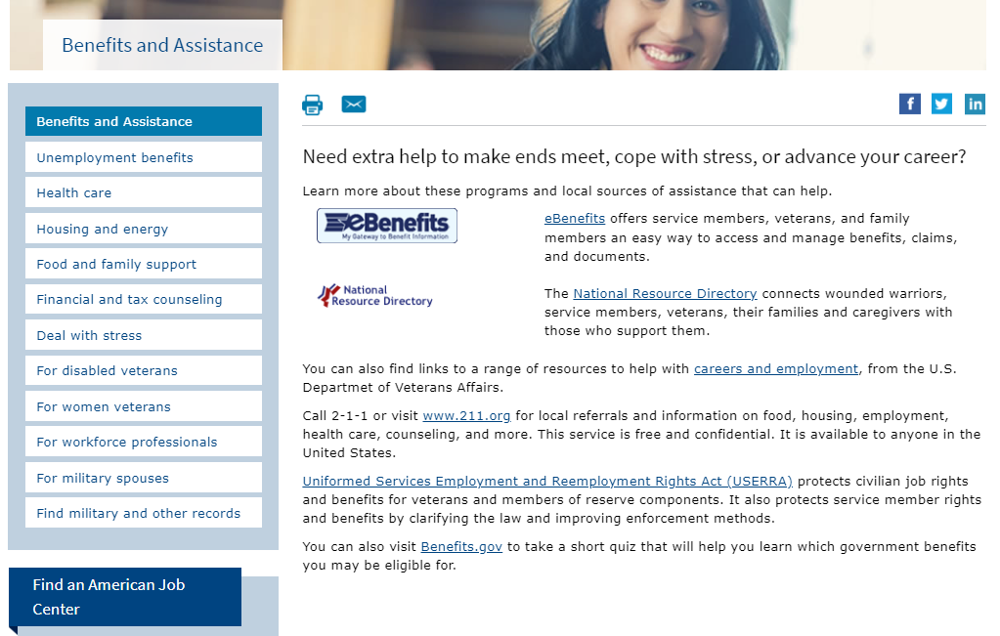 Benefits and Assistance
Benefits and Assistance
Unemployment benefits
Health care
Housing and energy
Food and family support
Financial and tax counseling
Deal with stress
For disabled veterans
For women veterans
For workforce professionals
For military spouses
Find military and other records
Find an American Job
Center
f
in
Need extra help to make ends meet, cope with stress, or advance your career?
Learn more about these programs and local sources of assistance that can help.
eBenefits
My Gateway to Benefit Information
eBenefits offers service members, veterans, and family
members an easy way to access and manage benefits, claims,
and documents.
National
Resource Directory
The National Resource Directory connects wounded warriors,
service members, veterans, their families and caregivers with
those who support them.
You can also find links to a range of resources to help with careers and employment, from the U.S.
Departmet of Veterans Affairs.
Call 2-1-1 or visit www.211.org for local referrals and information on food, housing, employment,
health care, counseling, and more. This service is free and confidential. It is available to anyone in the
United States.
Uniformed Services Employment and Reemployment Rights Act (USERRA) protects civilian job rights
and benefits for veterans and members of reserve components. It also protects service member rights
and benefits by clarifying the law and improving enforcement methods.
You can also visit Benefits.gov to take a short quiz that will help you learn which government benefits
you may be eligible for.